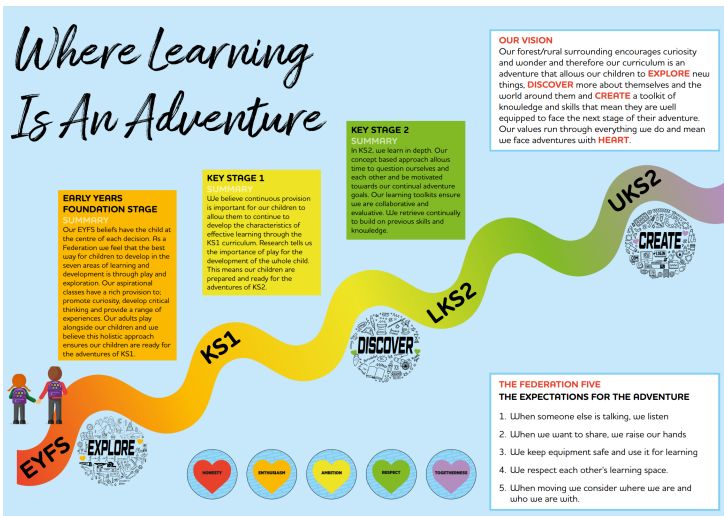 Where Learning
Is An Adventure
OUR VISION
Our forest/rural surrounding encourages curiosity
and wonder and therefore our curriculum is an
adventure that allows our children to EXPLORE new
things, DISCOVER more about themselves and the
world around them and CREATE a toolkit of
knowledge and skills that mean they are well
equipped to face the next stage of their adventure.
Our values run through everything we do and mean
we face adventures with HEART.
KEY STAGE 2
SUMMARY
In KS2, we learn in depth. Our
concept based approach allows
time to question ourselves and
each other and be motivated
towards our continual adventure
goals. Our learning toolkits ensure
we are collaborative and
evaluative. We retrieve continually
to build on previous skills and
knowledge.
KEY STAGE 1
SUMMARY
We believe continuous provision
is important for our children to
allow them to continue to
develop the characteristics of
effective learning through the
KS1 curriculum. Research tells us
the importance of play for the
development of the whole child.
This means our children are
prepared and ready for the
adventures of KS2.
EARLY YEARS
FOUNDATION STAGE
SUMMARY
Our EYFS beliefs have the child at
the centre of each decision. As a
Federation we feel that the best
way for children to develop in the
seven areas of learning and
development is through play and
exploration. Our aspirational
classes have a rich provision to;
promote curiosity, develop critical
thinking and provide a range of
experiences. Our adults play
alongside our children and we
believe this holistic approach
ensures our children are ready for
the adventures of KS1.
UKS2
CREATE
LKS2
KS1
DISCOVER
EYFS
EXPLORE
HONESTY
ENTHUSIASM
AMBITION
RESPECT
TOGETHERNESS
THE FEDERATION FIVE
THE EXPECTATIONS FOR THE ADVENTURE
1. When someone else is talking, we listen
2. When we want to share, we raise our hands
3. We keep equipment safe and use it for learning
4. We respect each other's learning space.
5. When moving we consider where we are and
who we are with.